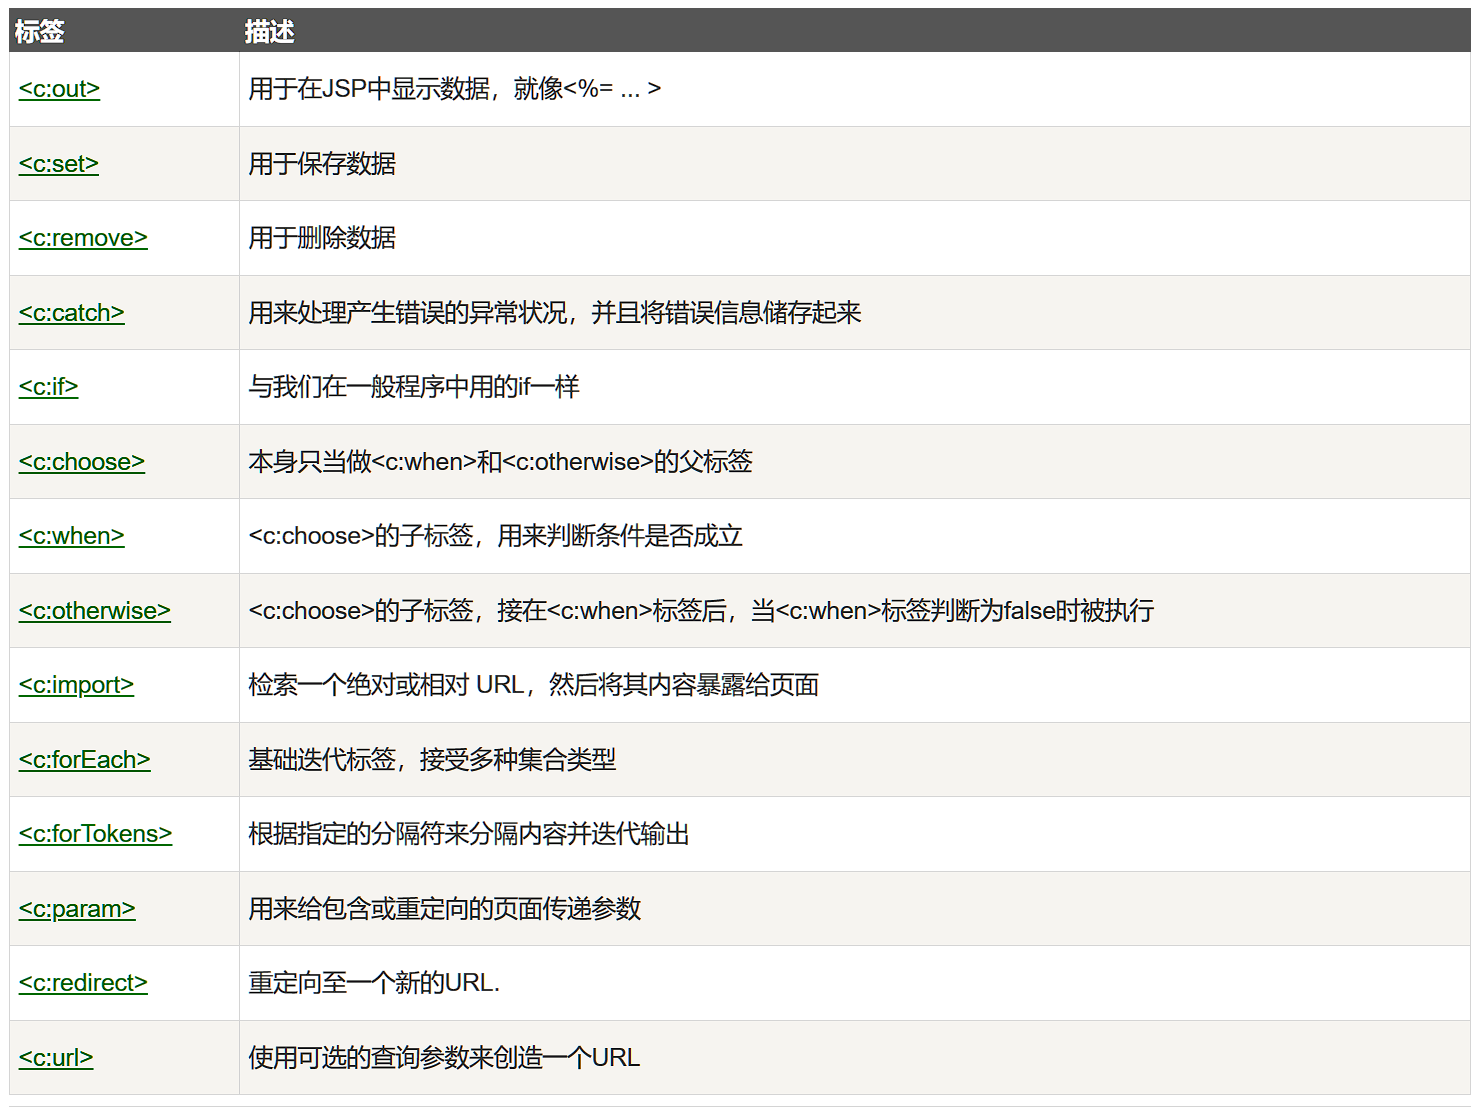 标签 描述
<c:out> 用于在JSP中显示数据，就像<%= ... >
<c:set> 用于保存数据
<c:remove> 用于删除数据
<c:catch> 用来处理产生错误的异常状况，并且将错误信息储存起来
<c:if> 与我们在一般程序中用的if一样
<c:choose> 本身只当做<c:when>和<c:otherwise>的父标签
<c:when> <c:choose>的子标签，用来判断条件是否成立
<c:otherwise> <c:choose>的子标签，接在<c:when>标签后，当<c:when>标签判断为false时被执行
<c:import> 检索一个绝对或相对 URL，然后将其内容暴露给页面
<c:forEach> 基础迭代标签，接受多种集合类型
<c:forTokens> 根据指定的分隔符来分隔内容并迭代输出
<c:param> 用来给包含或重定向的页面传递参数
<c:redirect> 重定向至一个新的URL.
<c:url> 使用可选的查询参数来创造一个URL